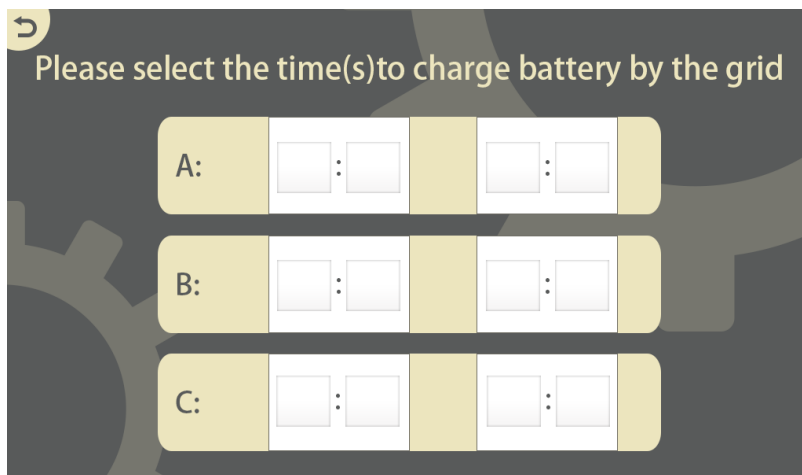 Please select the time(s)to charge battery by the grid
A: : :
B: : :
C: : :